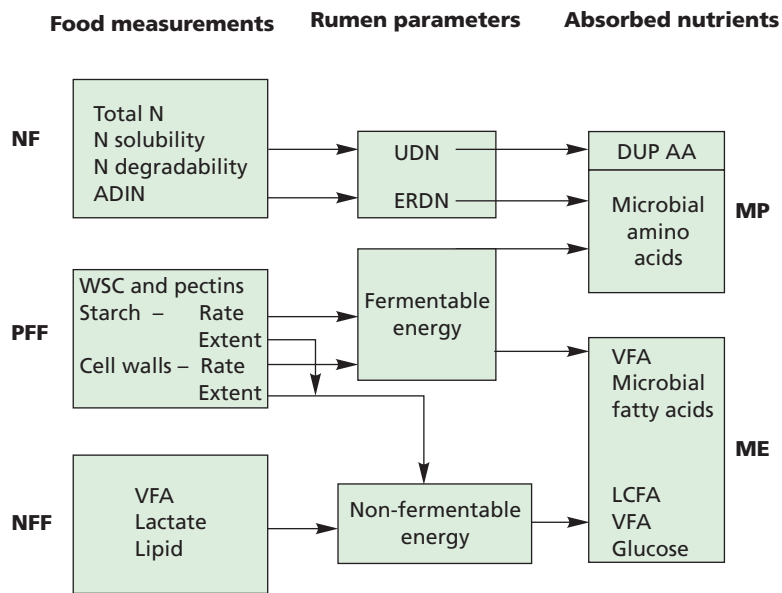 Food measurements
Rumen parameters
Absorbed nutrients
NF
Total N
N solubility
N degradability
ADIN
UDN
ERDN
DUP AA
Microbial
amino
acids
MP
PFF
WSC and pectins
Starch – Rate
Extent
Cell walls – Rate
Extent
Fermentable
energy
VFA
Microbial
fatty acids
LCFA
VFA
Glucose
ME
NFF
VFA
Lactate
Lipid
Non-fermentable
energy